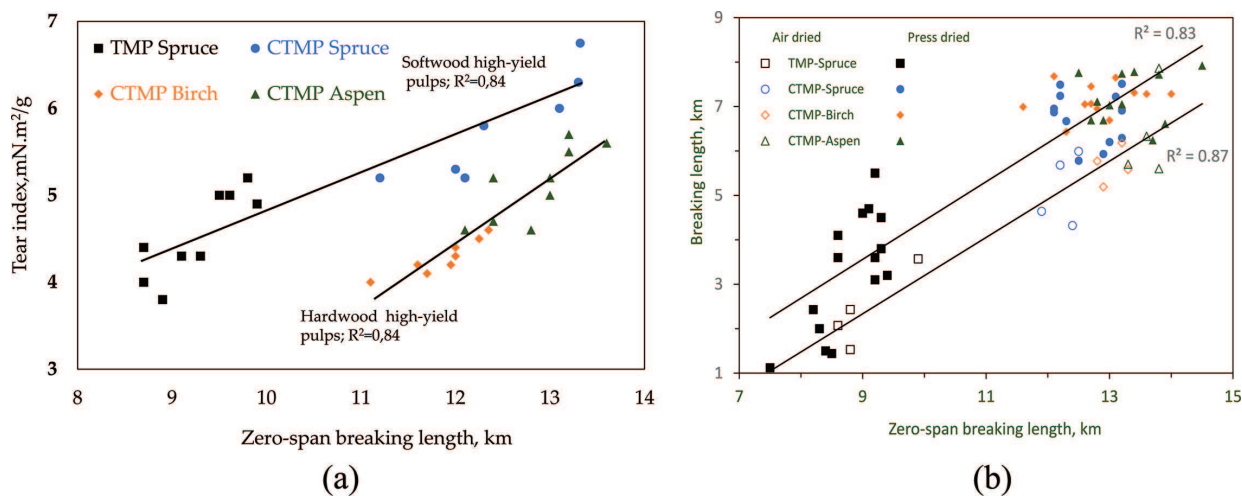 7
6
5
4
3
Tear index,mN.m²/g
TMP Spruce
CTMP Spruce
CTMP Birch
CTMP Aspen
Softwood high-yield
pulps; R²=0,84
Hardwood high-yield
pulps; R²=0,84
8 9 10 11 12 13 14
Zero-span breaking length, km
(a)
9
7
5
3
1
Breaking length, km
Air dried Press dried
TMP-Spruce
CTMP-Spruce
CTMP-Birch
CTMP-Aspen
R² = 0.83
R² = 0.87
7 9 11 13 15
Zero-span breaking length, km
(b)